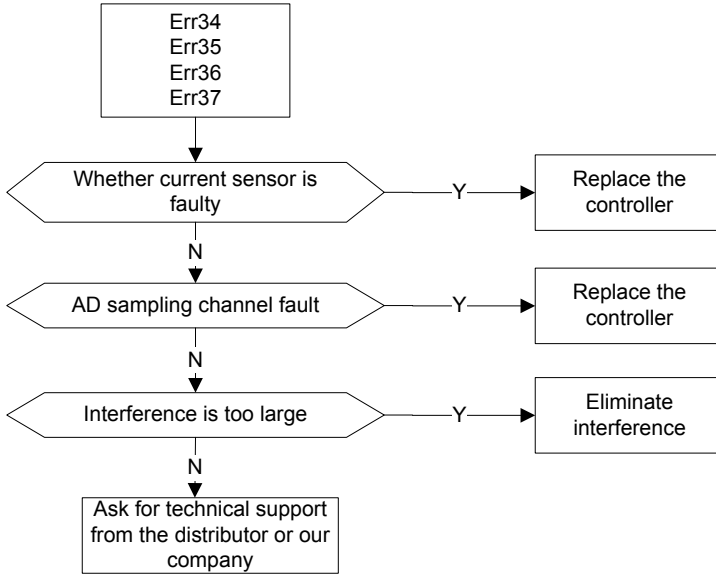 Err34
Err35
Err36
Err37
Whether current sensor is
faulty
Y
Replace the
controller
N
AD sampling channel fault
Y
Replace the
controller
N
Interference is too large
Y
Eliminate
interference
N
Ask for technical support
from the distributor or our
company